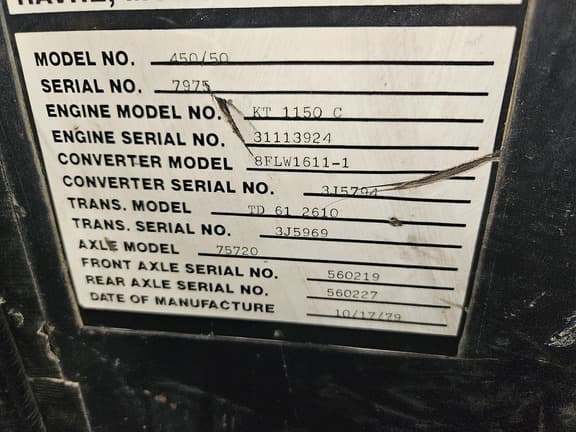 HAVRE,
MODEL NO. 450/50
SERIAL NO. 7975
ENGINE MODEL NO. KT 1150 C
ENGINE SERIAL NO. 31113924
CONVERTER MODEL 8FLW1611-1
CONVERTER SERIAL NO. 3J5794
TRANS. MODEL TD 61 2610
TRANS. SERIAL NO. 3J5969
AXLE MODEL 75720
FRONT AXLE SERIAL NO. 560219
REAR AXLE SERIAL NO. 560227
DATE OF MANUFACTURE 10/17/79